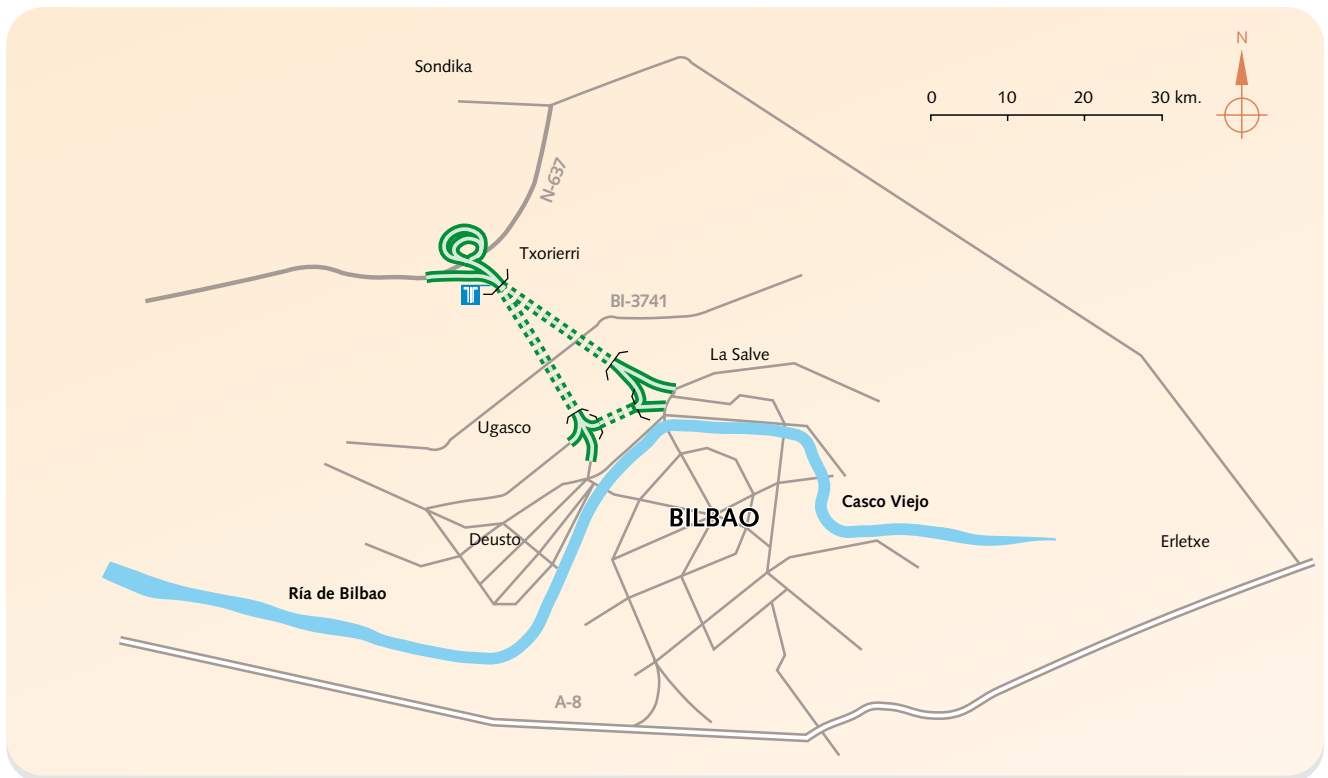 N
Sondika
0 10 20 30 km.
N-637
Txorierri
T
BI-3741
La Salve
Ugasco
Casco Viejo
BILBAO
Deusto
Erletxe
Ría de Bilbao
A-8